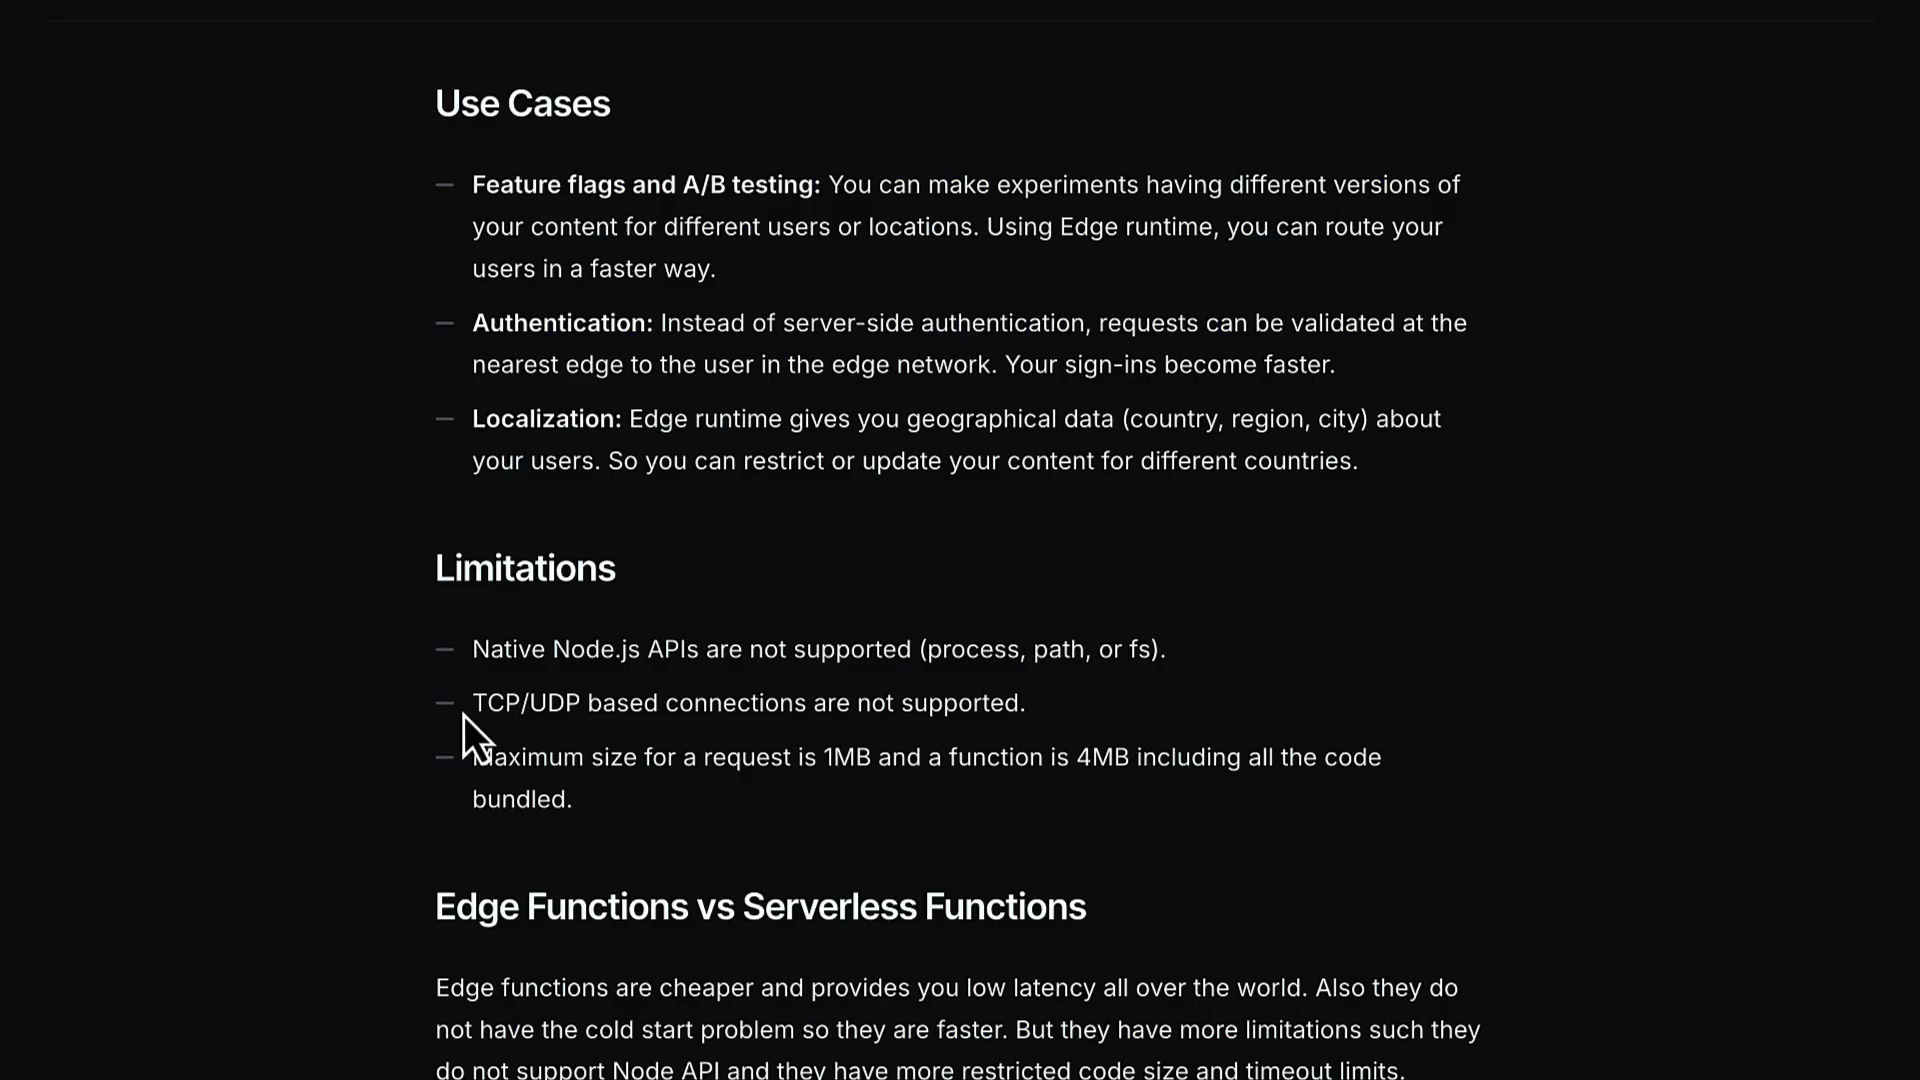 Use Cases
— Feature flags and A/B testing: You can make experiments having different versions of
your content for different users or locations. Using Edge runtime, you can route your
users in a faster way.
— Authentication: Instead of server-side authentication, requests can be validated at the
nearest edge to the user in the edge network. Your sign-ins become faster.
— Localization: Edge runtime gives you geographical data (country, region, city) about
your users. So you can restrict or update your content for different countries.
Limitations
— Native Node.js APIs are not supported (process, path, or fs).
— TCP/UDP based connections are not supported.
— Maximum size for a request is 1MB and a function is 4MB including all the code
bundled.
Edge Functions vs Serverless Functions
Edge functions are cheaper and provides you low latency all over the world. Also they do
not have the cold start problem so they are faster. But they have more limitations such they
do not support Node API and they have more restricted code size and timeout limits.